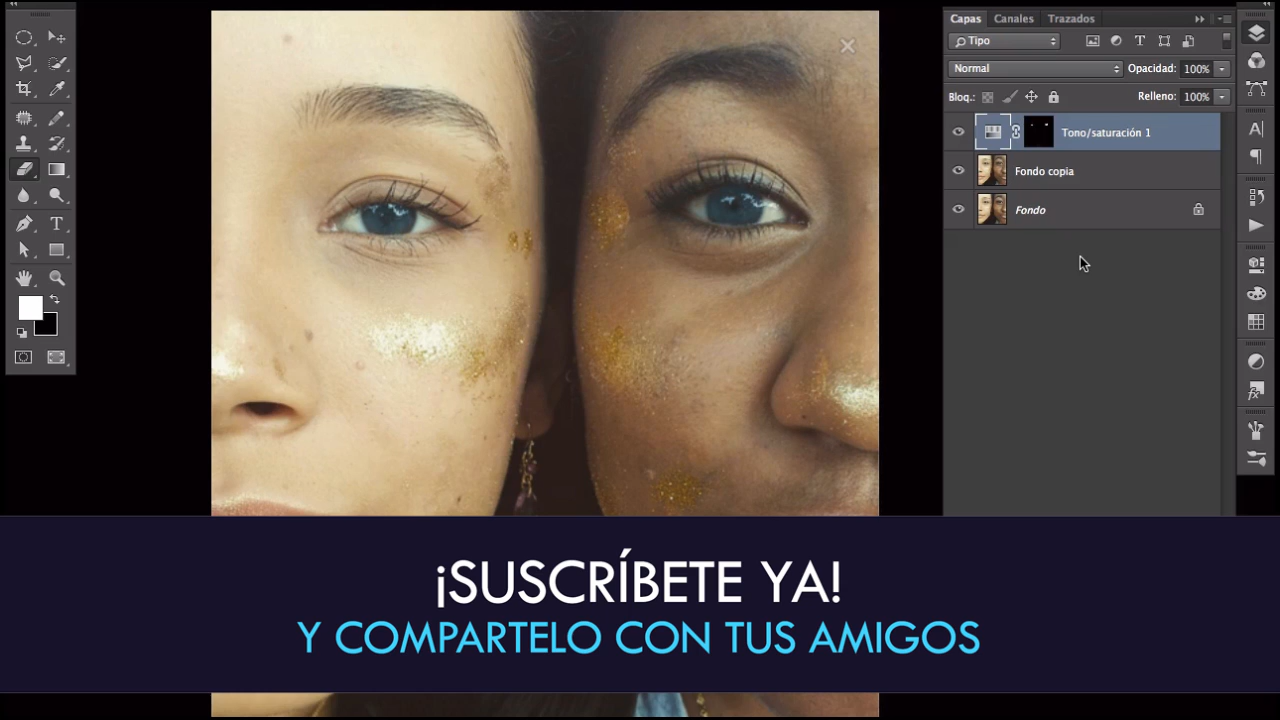 Capas Canales Trazados
Tipo
Normal Opacidad: 100%
Bloq.: Relleno: 100%
Tono/saturación 1
Fondo copia
Fondo
¡SUSCRÍBETE YA!
Y COMPARTELO CON TUS AMIGOS